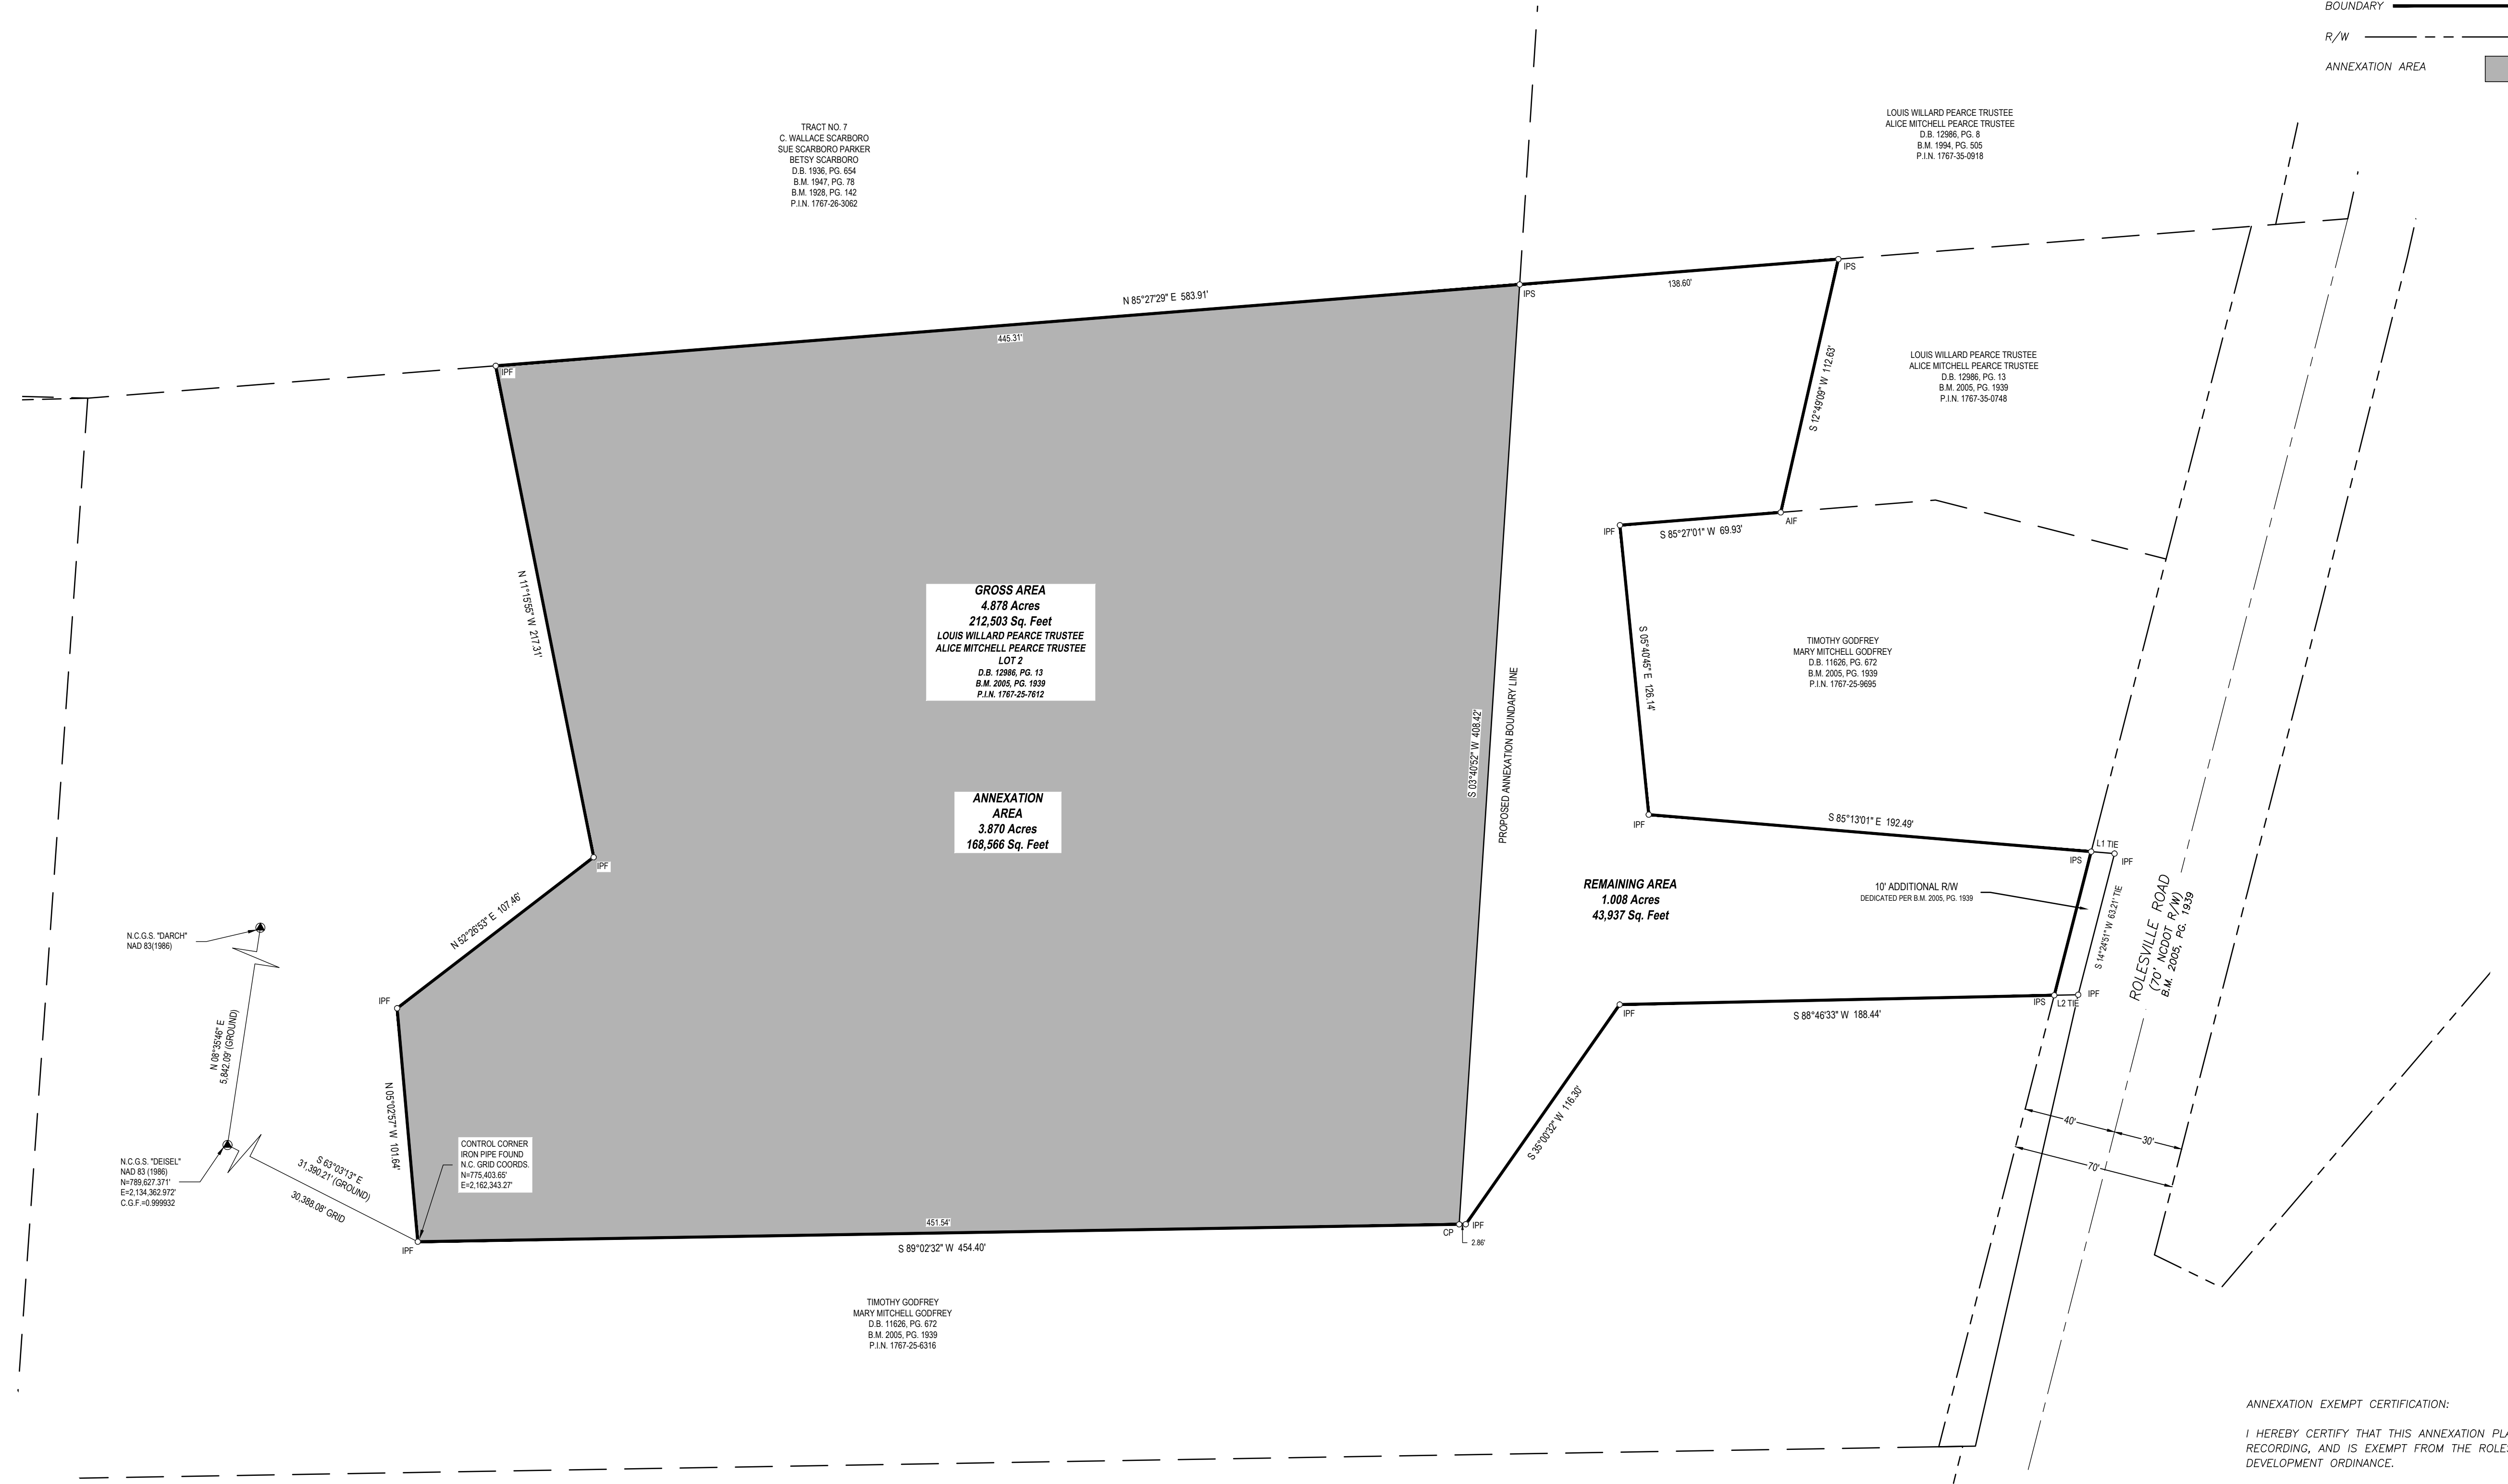 BOUNDARY
R/W
ANNEXATION AREA
TRACT NO. 7
C. WALLACE SCARBORO
SUE SCARBORO PARKER
BETSY SCARBORO
D.B. 1936, PG. 654
B.M. 1947, PG. 78
B.M. 1928, PG. 142
P.I.N. 1767-26-3062
LOUIS WILLARD PEARCE TRUSTEE
ALICE MITCHELL PEARCE TRUSTEE
D.B. 12986, PG. 8
B.M. 1994, PG. 505
P.I.N. 1767-35-0918
N 85°27'29" E 583.91'
445.31'
IPF
IPS
138.60'
IPS
S 12°49'09" W 112.63'
LOUIS WILLARD PEARCE TRUSTEE
ALICE MITCHELL PEARCE TRUSTEE
D.B. 12986, PG. 13
B.M. 2005, PG. 1939
P.I.N. 1767-35-0748
IPF
S 85°27'01" W 69.93'
AIF
N 11°15'55" W 217.31'
GROSS AREA
4.878 Acres
212,503 Sq. Feet
LOUIS WILLARD PEARCE TRUSTEE
ALICE MITCHELL PEARCE TRUSTEE
LOT 2
D.B. 12986, PG. 13
B.M. 2005, PG. 1939
P.I.N. 1767-25-7612
S 05°40'45" E 126.14'
TIMOTHY GODFREY
MARY MITCHELL GODFREY
D.B. 11626, PG. 672
B.M. 2005, PG. 1939
P.I.N. 1767-25-9695
S 03°40'52" W 408.42'
PROPOSED ANNEXATION BOUNDARY LINE
ANNEXATION
AREA
3.870 Acres
168,566 Sq. Feet
IPF
IPF
S 85°13'01" E 192.49'
L1 TIE
IPS
IPF
REMAINING AREA
1.008 Acres
43,937 Sq. Feet
10' ADDITIONAL R/W
DEDICATED PER B.M. 2005, PG. 1939
S 14°24'51" W 63.21' TIE
ROLESVILLE ROAD
(70' NCDOT R/W)
B.M. 2005, PG. 1939
N 52°26'53" E 107.46'
N.C.G.S. "DARCH"
NAD 83(1986)
IPF
IPF
S 88°46'33" W 188.44'
IPS
L2 TIE
IPF
N 08°35'46" E
5,842.09' (GROUND)
N 05°02'57" W 101.64'
S 35°00'32" W 116.30'
40'
30'
70'
CONTROL CORNER
IRON PIPE FOUND
N.C. GRID COORDS.
N=775,403.65'
E=2,162,343.27'
N.C.G.S. "DEISEL"
NAD 83 (1986)
N=789,627.371'
E=2,134,362.972'
C.G.F.=0.999932
S 63°03'13" E
31,390.21' (GROUND)
30,388.08' GRID
IPF
451.54'
S 89°02'32" W 454.40'
CP
IPF
2.86'
TIMOTHY GODFREY
MARY MITCHELL GODFREY
D.B. 11626, PG. 672
B.M. 2005, PG. 1939
P.I.N. 1767-25-6316
ANNEXATION EXEMPT CERTIFICATION:
I HEREBY CERTIFY THAT THIS ANNEXATION PLA
RECORDING, AND IS EXEMPT FROM THE ROLES
DEVELOPMENT ORDINANCE.